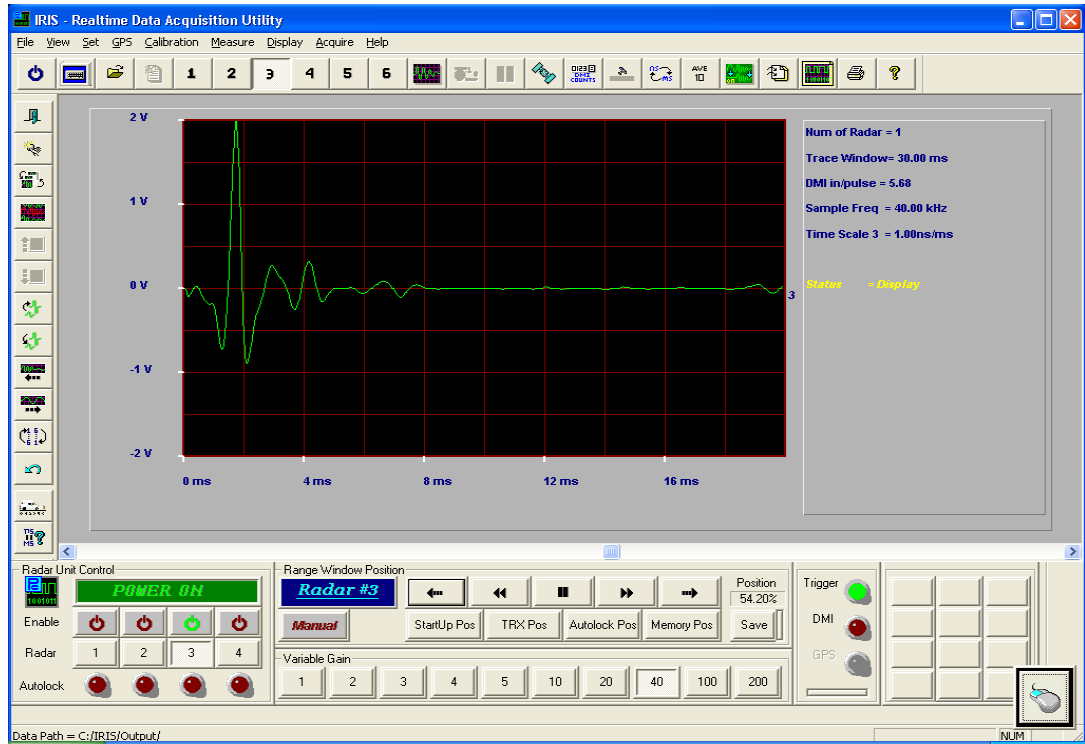 IRIS - Realtime Data Acquisition Utility
File View Set GPS Calibration Measure Display Acquire Help
1 2 3 4 5 6
DMI COUNTS
ns ms
AVE 10
2 V
1 V
0 V
-1 V
-2 V
0 ms 4 ms 8 ms 12 ms 16 ms
3
Num of Radar = 1
Trace Window= 30.00 ms
DMI in/pulse = 5.68
Sample Freq = 40.00 kHz
Time Scale 3 = 1.00ns/ms
Status = Display
Radar Unit Control
POWER ON
Enable
Radar 1 2 3 4
Autolock
Range Window Position
Radar #3
Manual
Position
54.20%
StartUp Pos TRX Pos Autolock Pos Memory Pos Save
Variable Gain
1 2 3 4 5 10 20 40 100 200
Trigger
DMI
GPS
Data Path = C:/IRIS/Output/
NUM